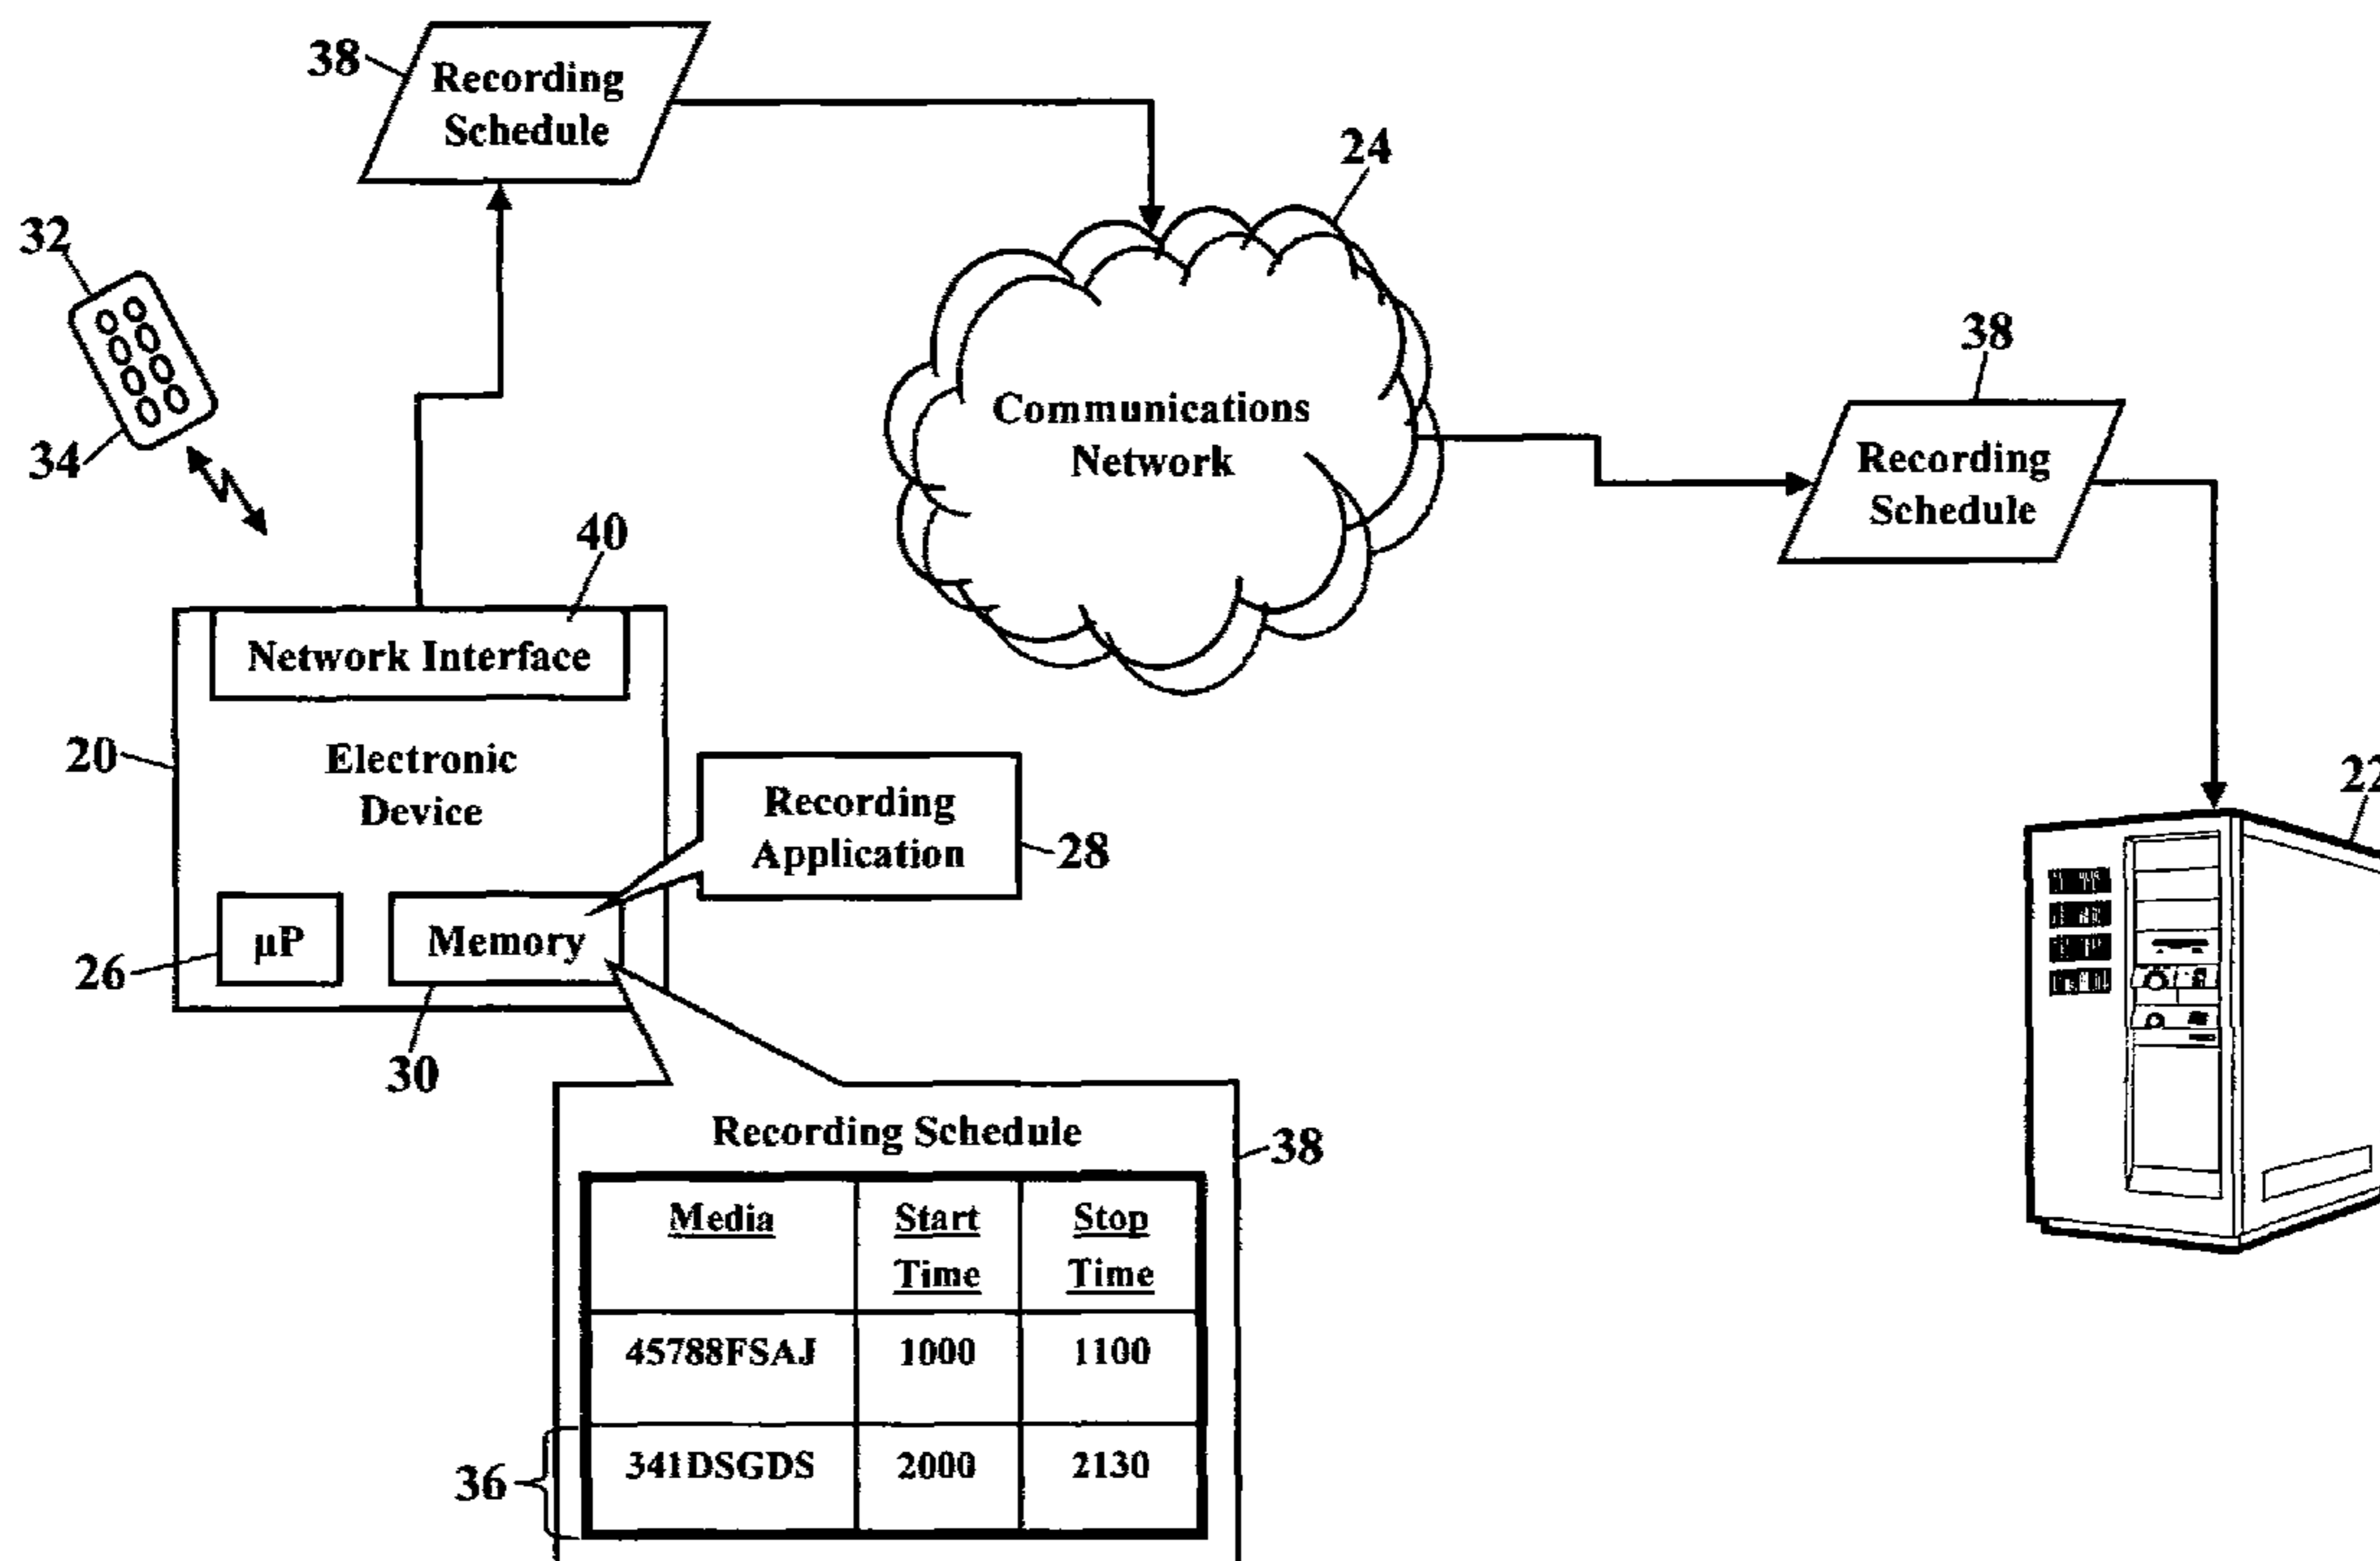 38
Recording
Schedule
24
32
34
38
Recording
Schedule
Communications
Network
40
Network Interface
20
Electronic
Device
Recording
Application
28
22
26
µP
Memory
30
Recording Schedule
38
Media
Start
Time
Stop
Time
45788FSAJ
1000
1100
36
341DSGDS
2000
2130